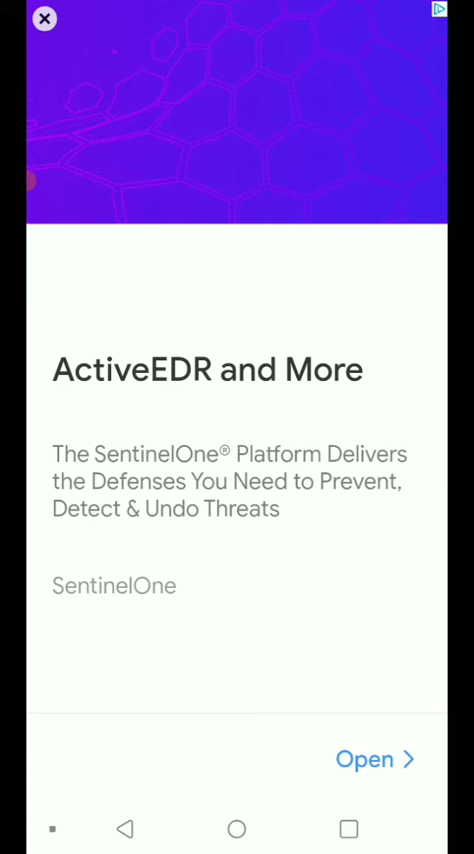 ActiveEDR and More
The SentinelOne® Platform Delivers
the Defenses You Need to Prevent,
Detect & Undo Threats
SentinelOne
Open